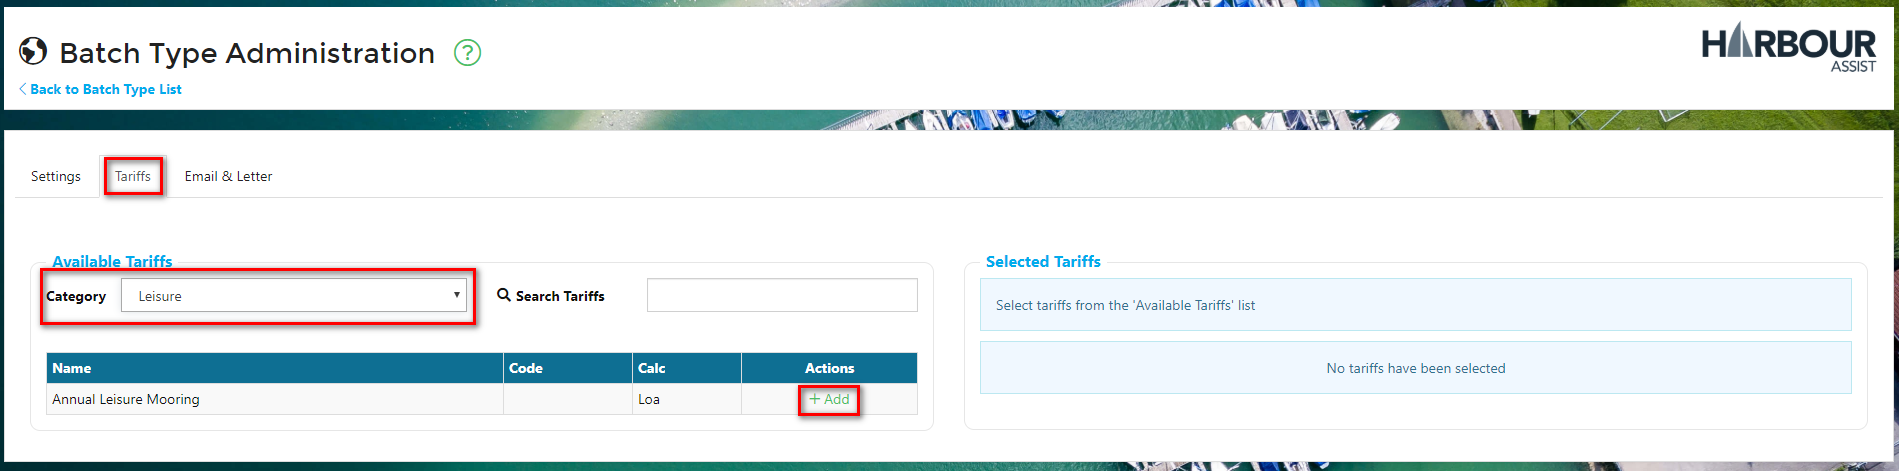 Batch Type Administration ?
HARBOUR
ASSIST
Back to Batch Type List
Settings
Tariffs
Email & Letter
Available Tariffs
Category
Leisure
Search Tariffs
Name Code Calc Actions
Annual Leisure Mooring Loa + Add
Selected Tariffs
Select tariffs from the 'Available Tariffs' list
No tariffs have been selected